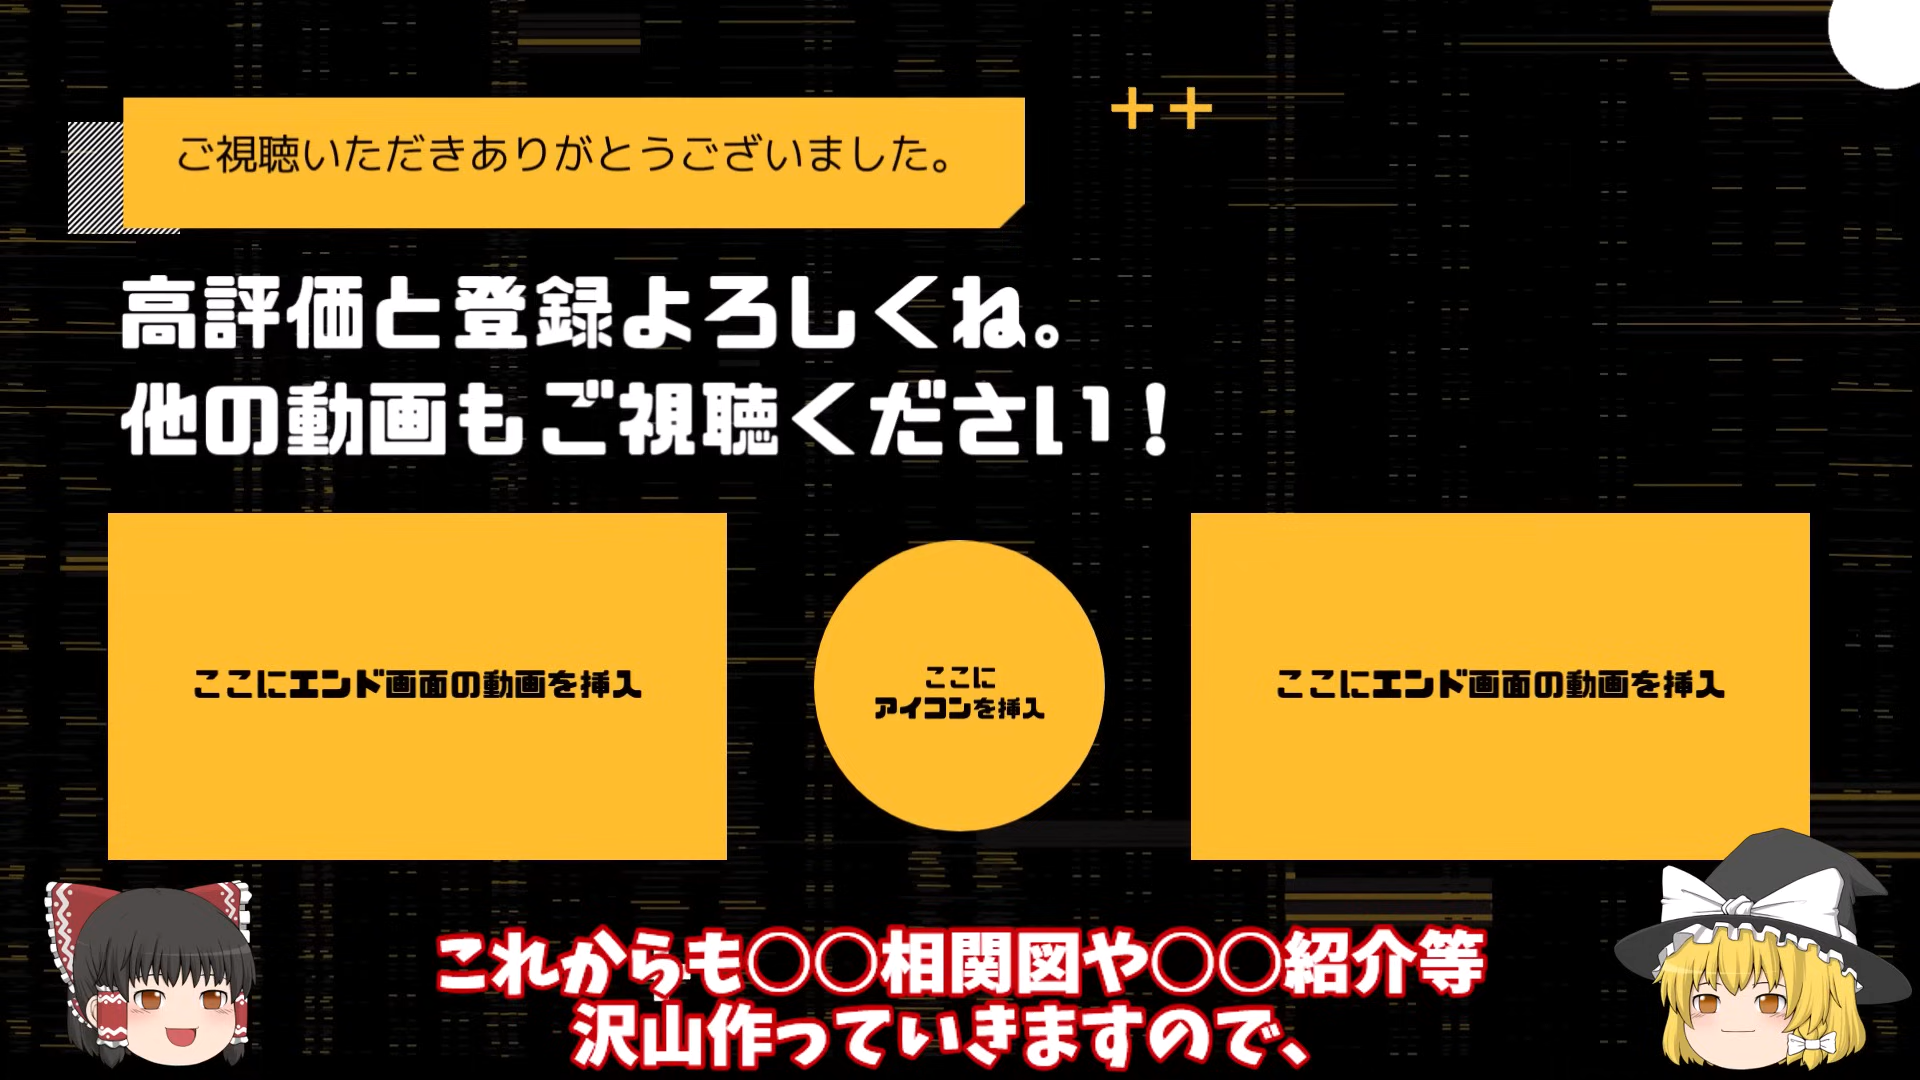 ご視聴いただきありがとうございました。
高評価と登録よろしくね。
他の動画もご視聴ください！
ここにエンド画面の動画を挿入
ここに
アイコンを挿入
ここにエンド画面の動画を挿入
これからも〇〇相関図や〇〇紹介等
沢山作っていきますので、